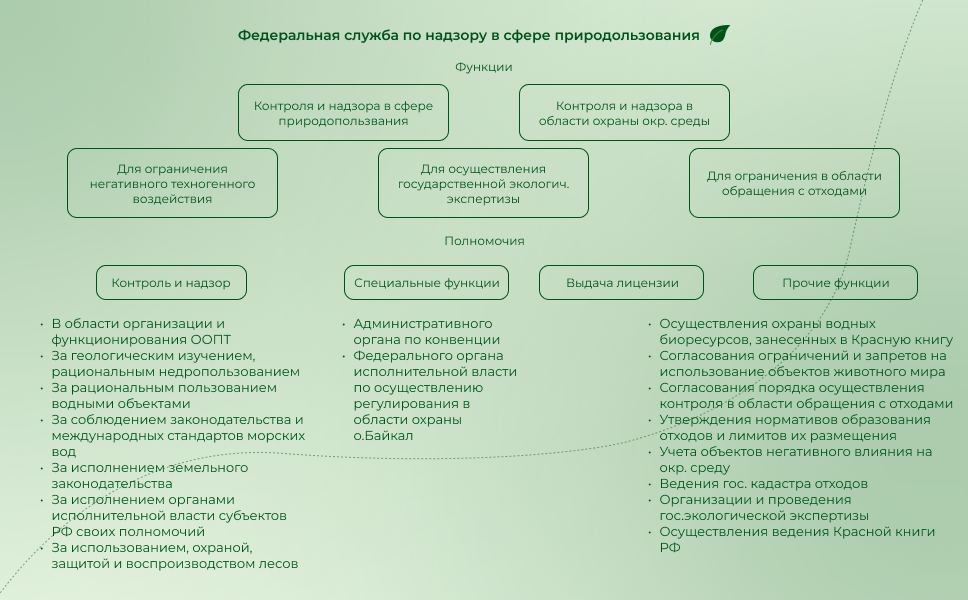 Федеральная служба по надзору в сфере природользования
Функции
Контроля и надзора в сфере
природопользвания
Контроля и надзора в
области охраны окр. среды
Для ограничения
негативного техногенного
воздействия
Для осуществления
государственной экологич.
экспертизы
Для ограничения в области
обращения с отходами
Полномочия
Контроль и надзор
Специальные функции
Выдача лицензии
Прочие функции
• В области организации и
функционирования ООПТ
• За геологическим изучением,
рациональным недропользованием
• За рациональным пользованием
водными объектами
• За соблюдением законодательства и
международных стандартов морских
вод
• За исполнением земельного
законодательства
• За исполнением органами
исполнительной власти субъектов
РФ своих полномочий
• За использованием, охраной,
защитой и воспроизводством лесов
• Административного
органа по конвенции
• Федерального органа
исполнительной власти
по осуществлению
регулирования в
области охраны
о.Байкал
• Осуществления охраны водных
биоресурсов, занесенных в Красную книгу
• Согласования ограничений и запретов на
использование объектов животного мира
• Согласования порядка осуществления
контроля в области обращения с отходами
• Утверждения нормативов образования
отходов и лимитов их размещения
• Учета объектов негативного влияния на
окр. среду
• Ведения гос. кадастра отходов
• Организации и проведения
гос.экологической экспертизы
• Осуществления ведения Красной книги
РФ